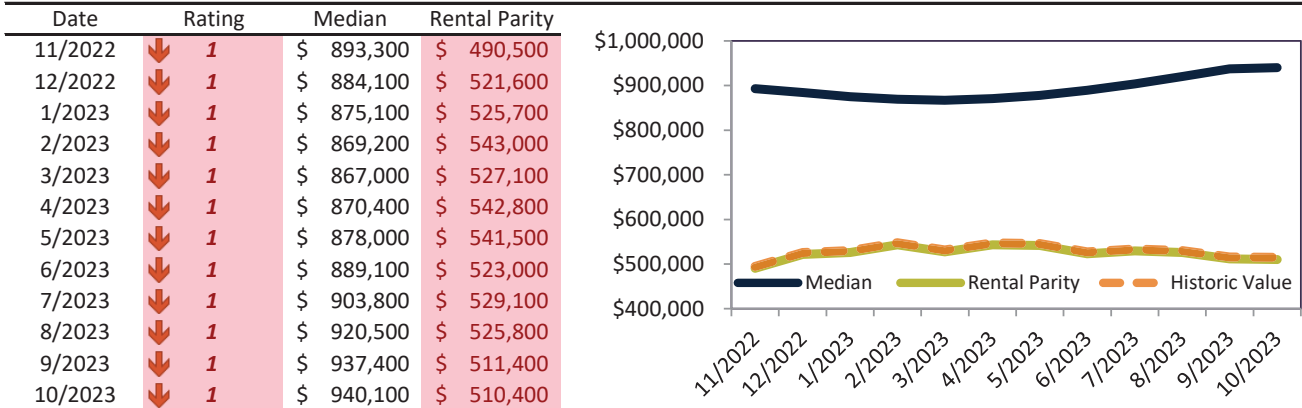 Date Rating Median Rental Parity
11/2022 1 $ 893,300 $ 490,500
12/2022 1 $ 884,100 $ 521,600
1/2023 1 $ 875,100 $ 525,700
2/2023 1 $ 869,200 $ 543,000
3/2023 1 $ 867,000 $ 527,100
4/2023 1 $ 870,400 $ 542,800
5/2023 1 $ 878,000 $ 541,500
6/2023 1 $ 889,100 $ 523,000
7/2023 1 $ 903,800 $ 529,100
8/2023 1 $ 920,500 $ 525,800
9/2023 1 $ 937,400 $ 511,400
10/2023 1 $ 940,100 $ 510,400
$1,000,000
$900,000
$800,000
$700,000
$600,000
$500,000
$400,000
Median Rental Parity Historic Value
11/2022 12/2022 1/2023 2/2023 3/2023 4/2023 5/2023 6/2023 7/2023 8/2023 9/2023 10/2023